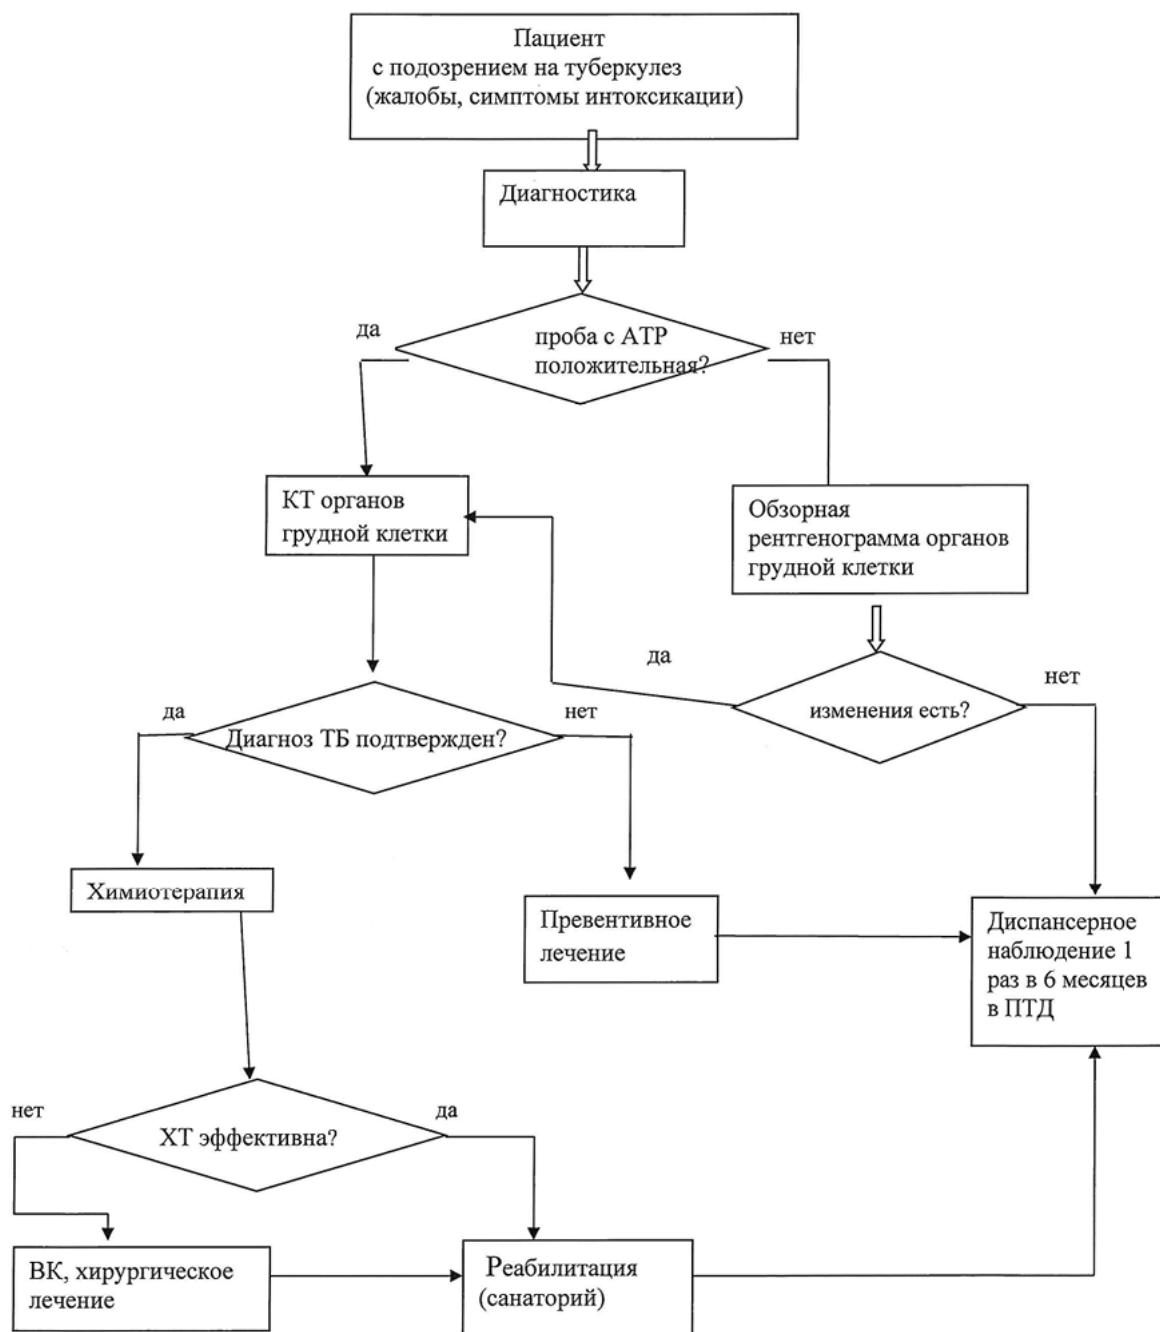 Пациент
с подозрением на туберкулез
(жалобы, симптомы интоксикации)
Диагностика
да
проба с АТР
положительная?
нет
КТ органов
грудной клетки
Обзорная
рентгенограмма органов
грудной клетки
да
изменения есть?
нет
да
Диагноз ТБ подтвержден?
нет
Химиотерапия
Превентивное
лечение
Диспансерное
наблюдение 1
раз в 6 месяцев
в ПТД
нет
ХТ эффективна?
да
ВК, хирургическое
лечение
Реабилитация
(санаторий)